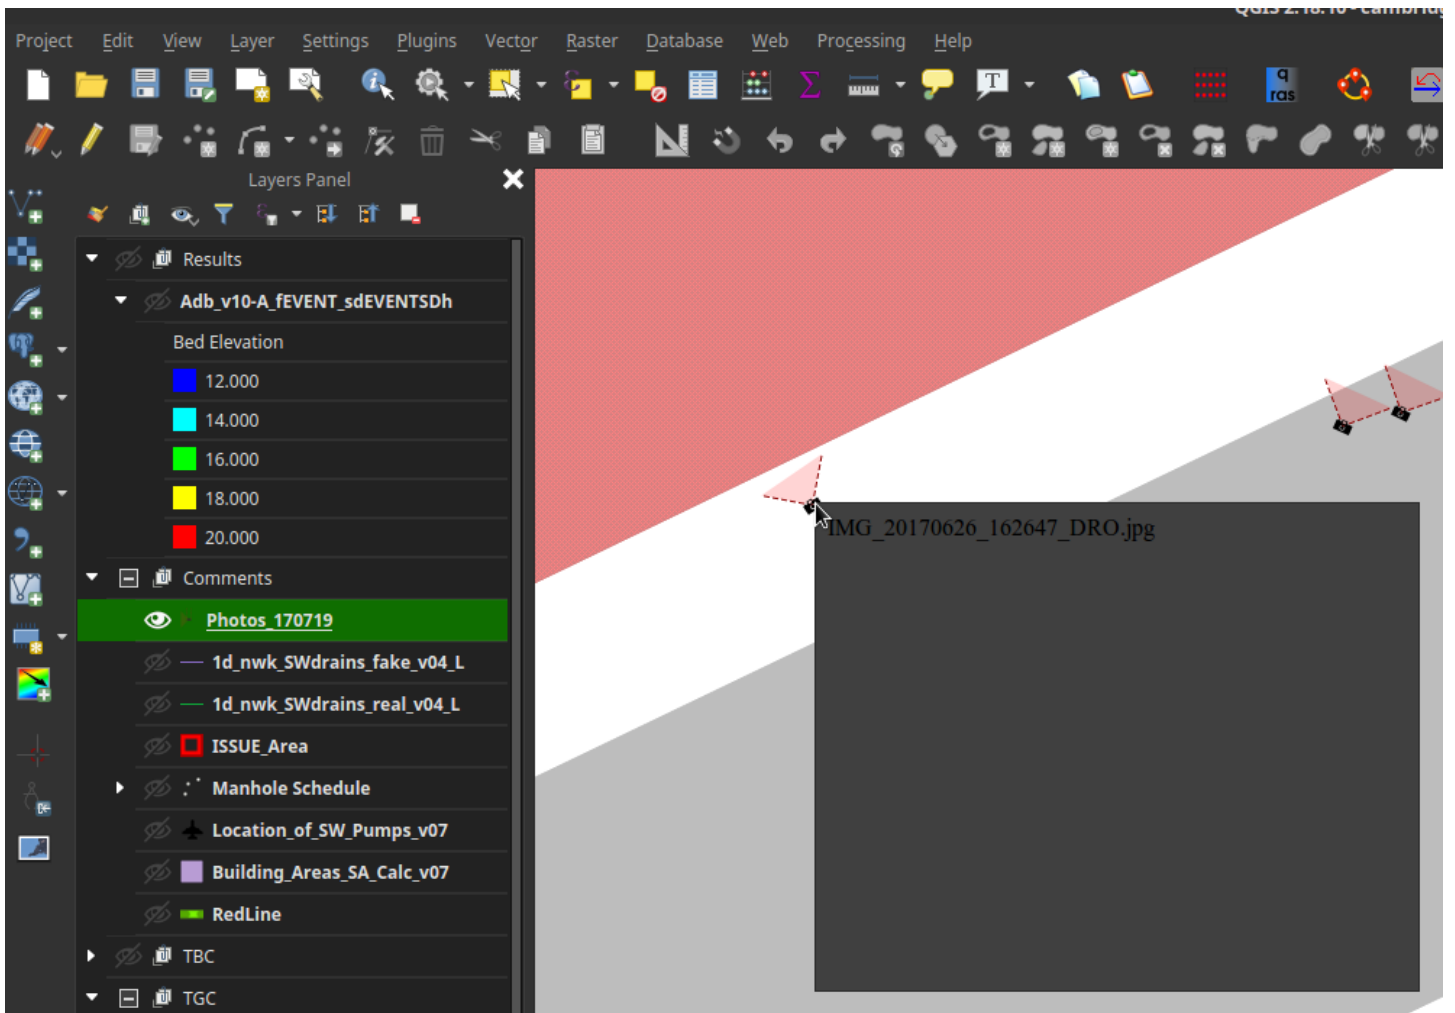 Project Edit View Layer Settings Plugins Vector Raster Database Web Processing Help
T q ras
Layers Panel
Results
Adb_v10-A_fEVENT_sdEVENTSDh
Bed Elevation
12.000
14.000
16.000
18.000
20.000
Comments
Photos_170719
1d_nwk_SWdrains_fake_v04_L
1d_nwk_SWdrains_real_v04_L
ISSUE_Area
Manhole Schedule
Location_of_SW_Pumps_v07
Building_Areas_SA_Calc_v07
RedLine
TBC
TGC
IMG_20170626_162647_DRO.jpg